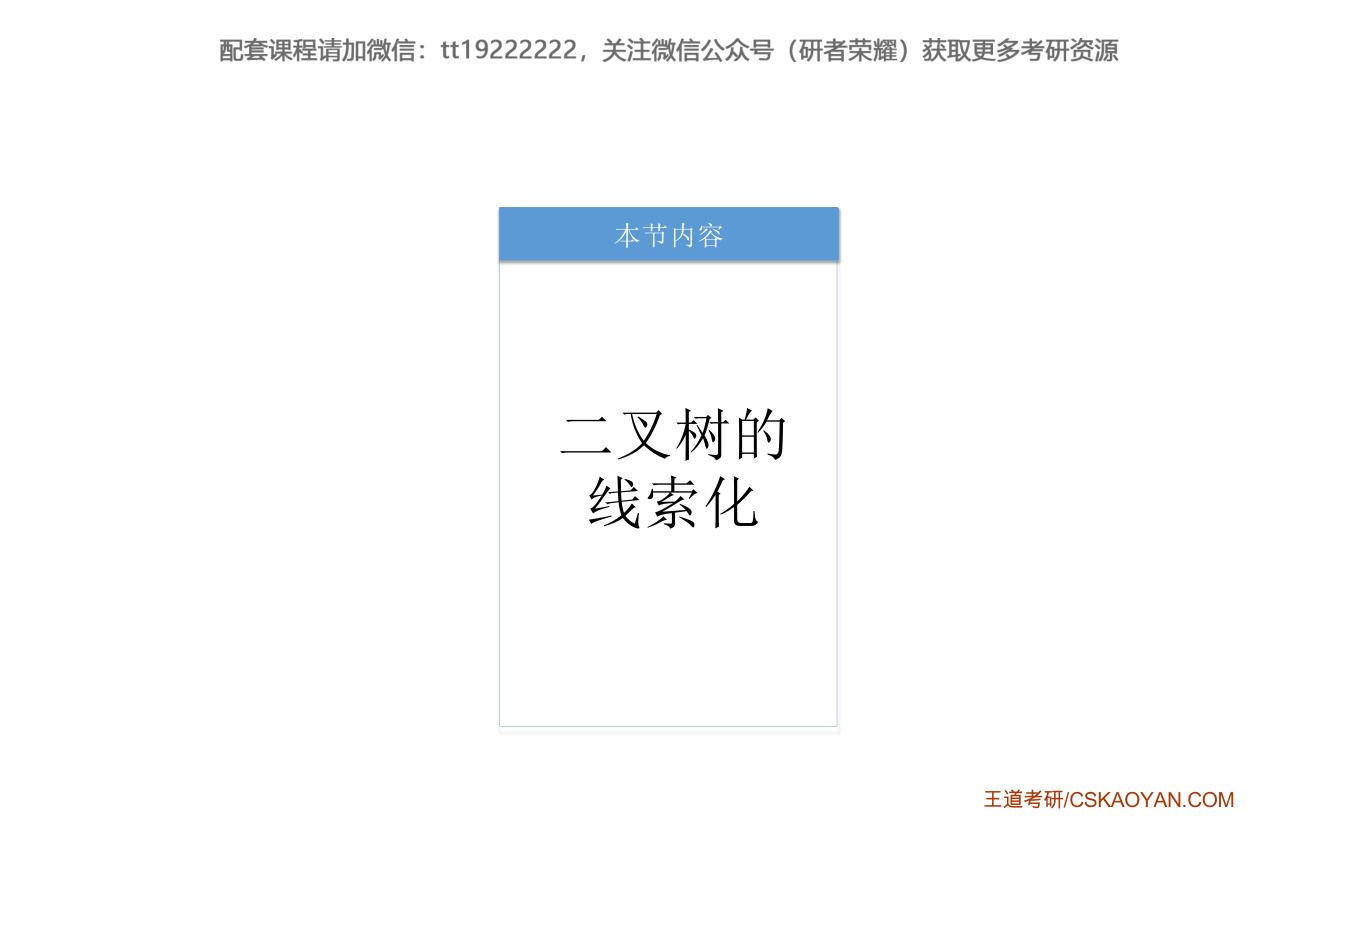 配套课程请加微信：tt19222222，关注微信公众号（研者荣耀）获取更多考研资源
本节内容
二叉树的
线索化
王道考研/CSKAOYAN.COM